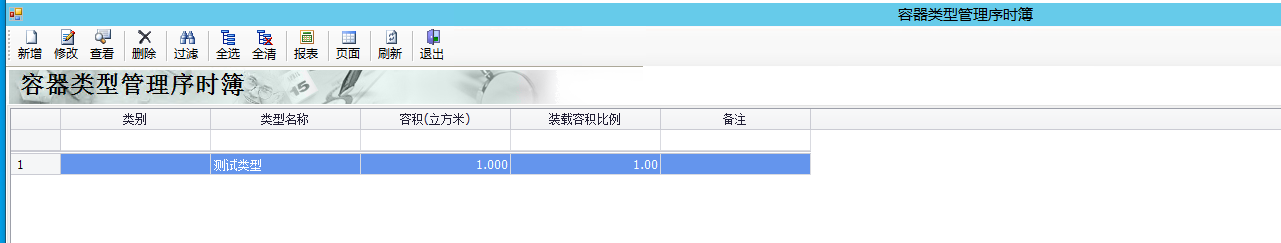 容器类型管理序时簿
新增 修改 查看 删除 过滤 全选 全清 报表 页面 刷新 退出
容器类型管理序时簿
类别 类型名称 容积(立方米) 装载容积比例 备注
1 测试类型 1.000 1.00